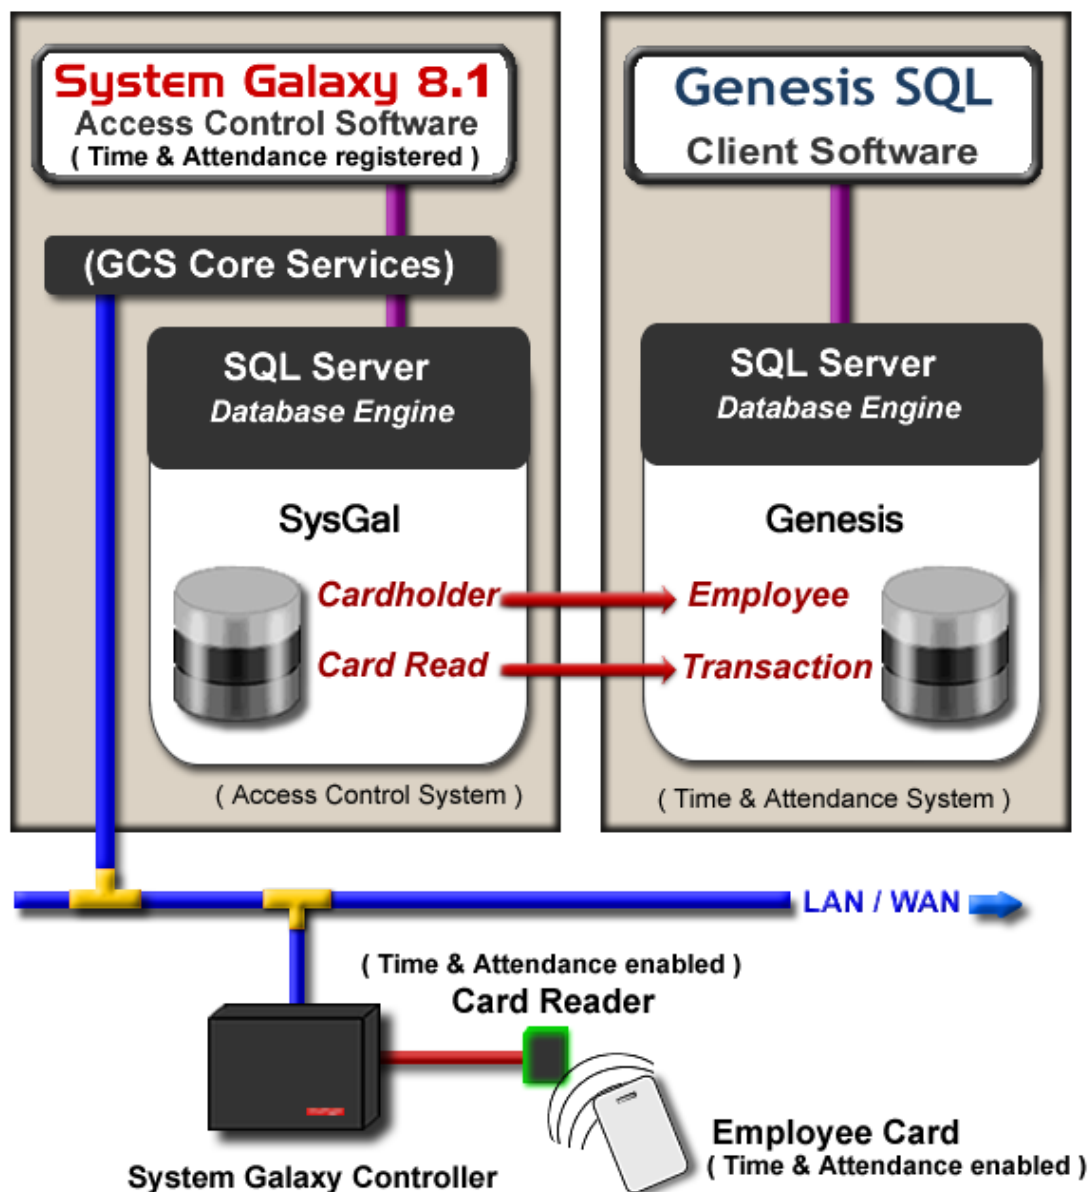 System Galaxy 8.1
Access Control Software
( Time & Attendance registered )
(GCS Core Services)
SQL Server
Database Engine
SysGal
Cardholder
Card Read
( Access Control System )
Genesis SQL
Client Software
SQL Server
Database Engine
Genesis
Employee
Transaction
( Time & Attendance System )
LAN / WAN
( Time & Attendance enabled )
Card Reader
Employee Card
( Time & Attendance enabled )
System Galaxy Controller